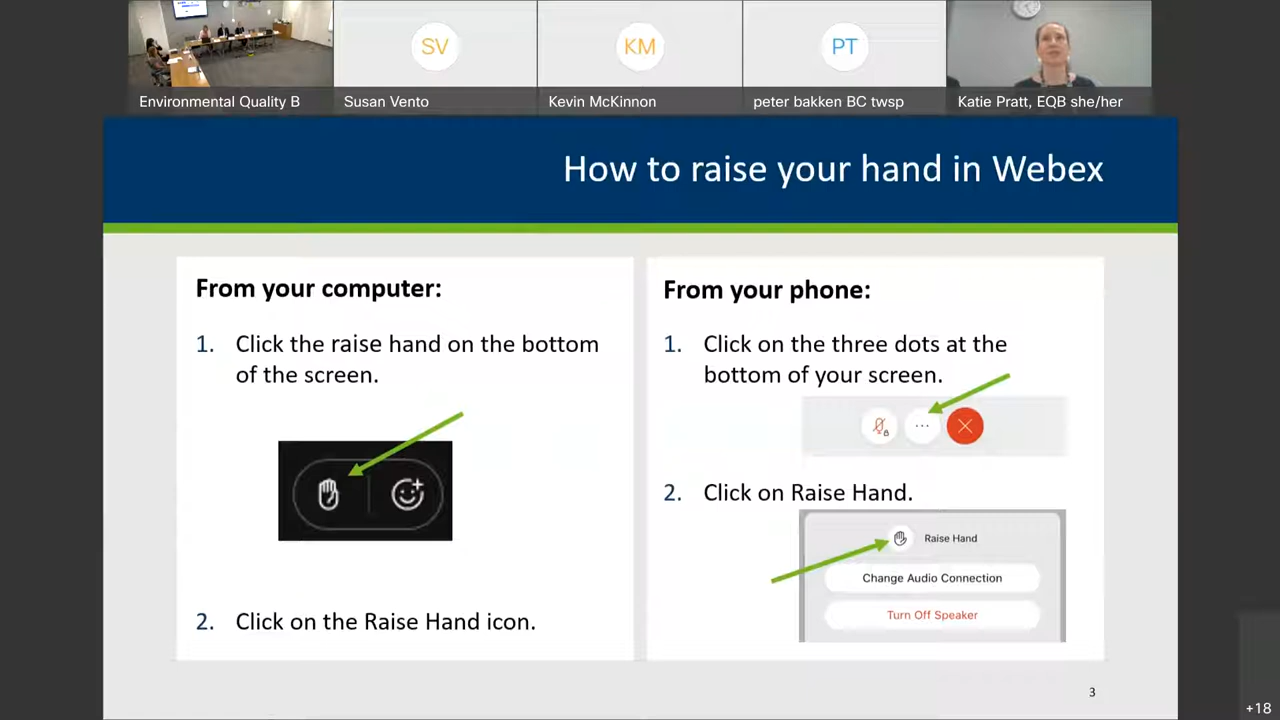 SV
KM
PT
Environmental Quality B
Susan Vento
Kevin McKinnon
peter bakken BC twsp
Katie Pratt, EQB she/her
How to raise your hand in Webex
From your computer:
1. Click the raise hand on the bottom
of the screen.
2. Click on the Raise Hand icon.
From your phone:
1. Click on the three dots at the
bottom of your screen.
2. Click on Raise Hand.
Raise Hand
Change Audio Connection
Turn Off Speaker
3
+18